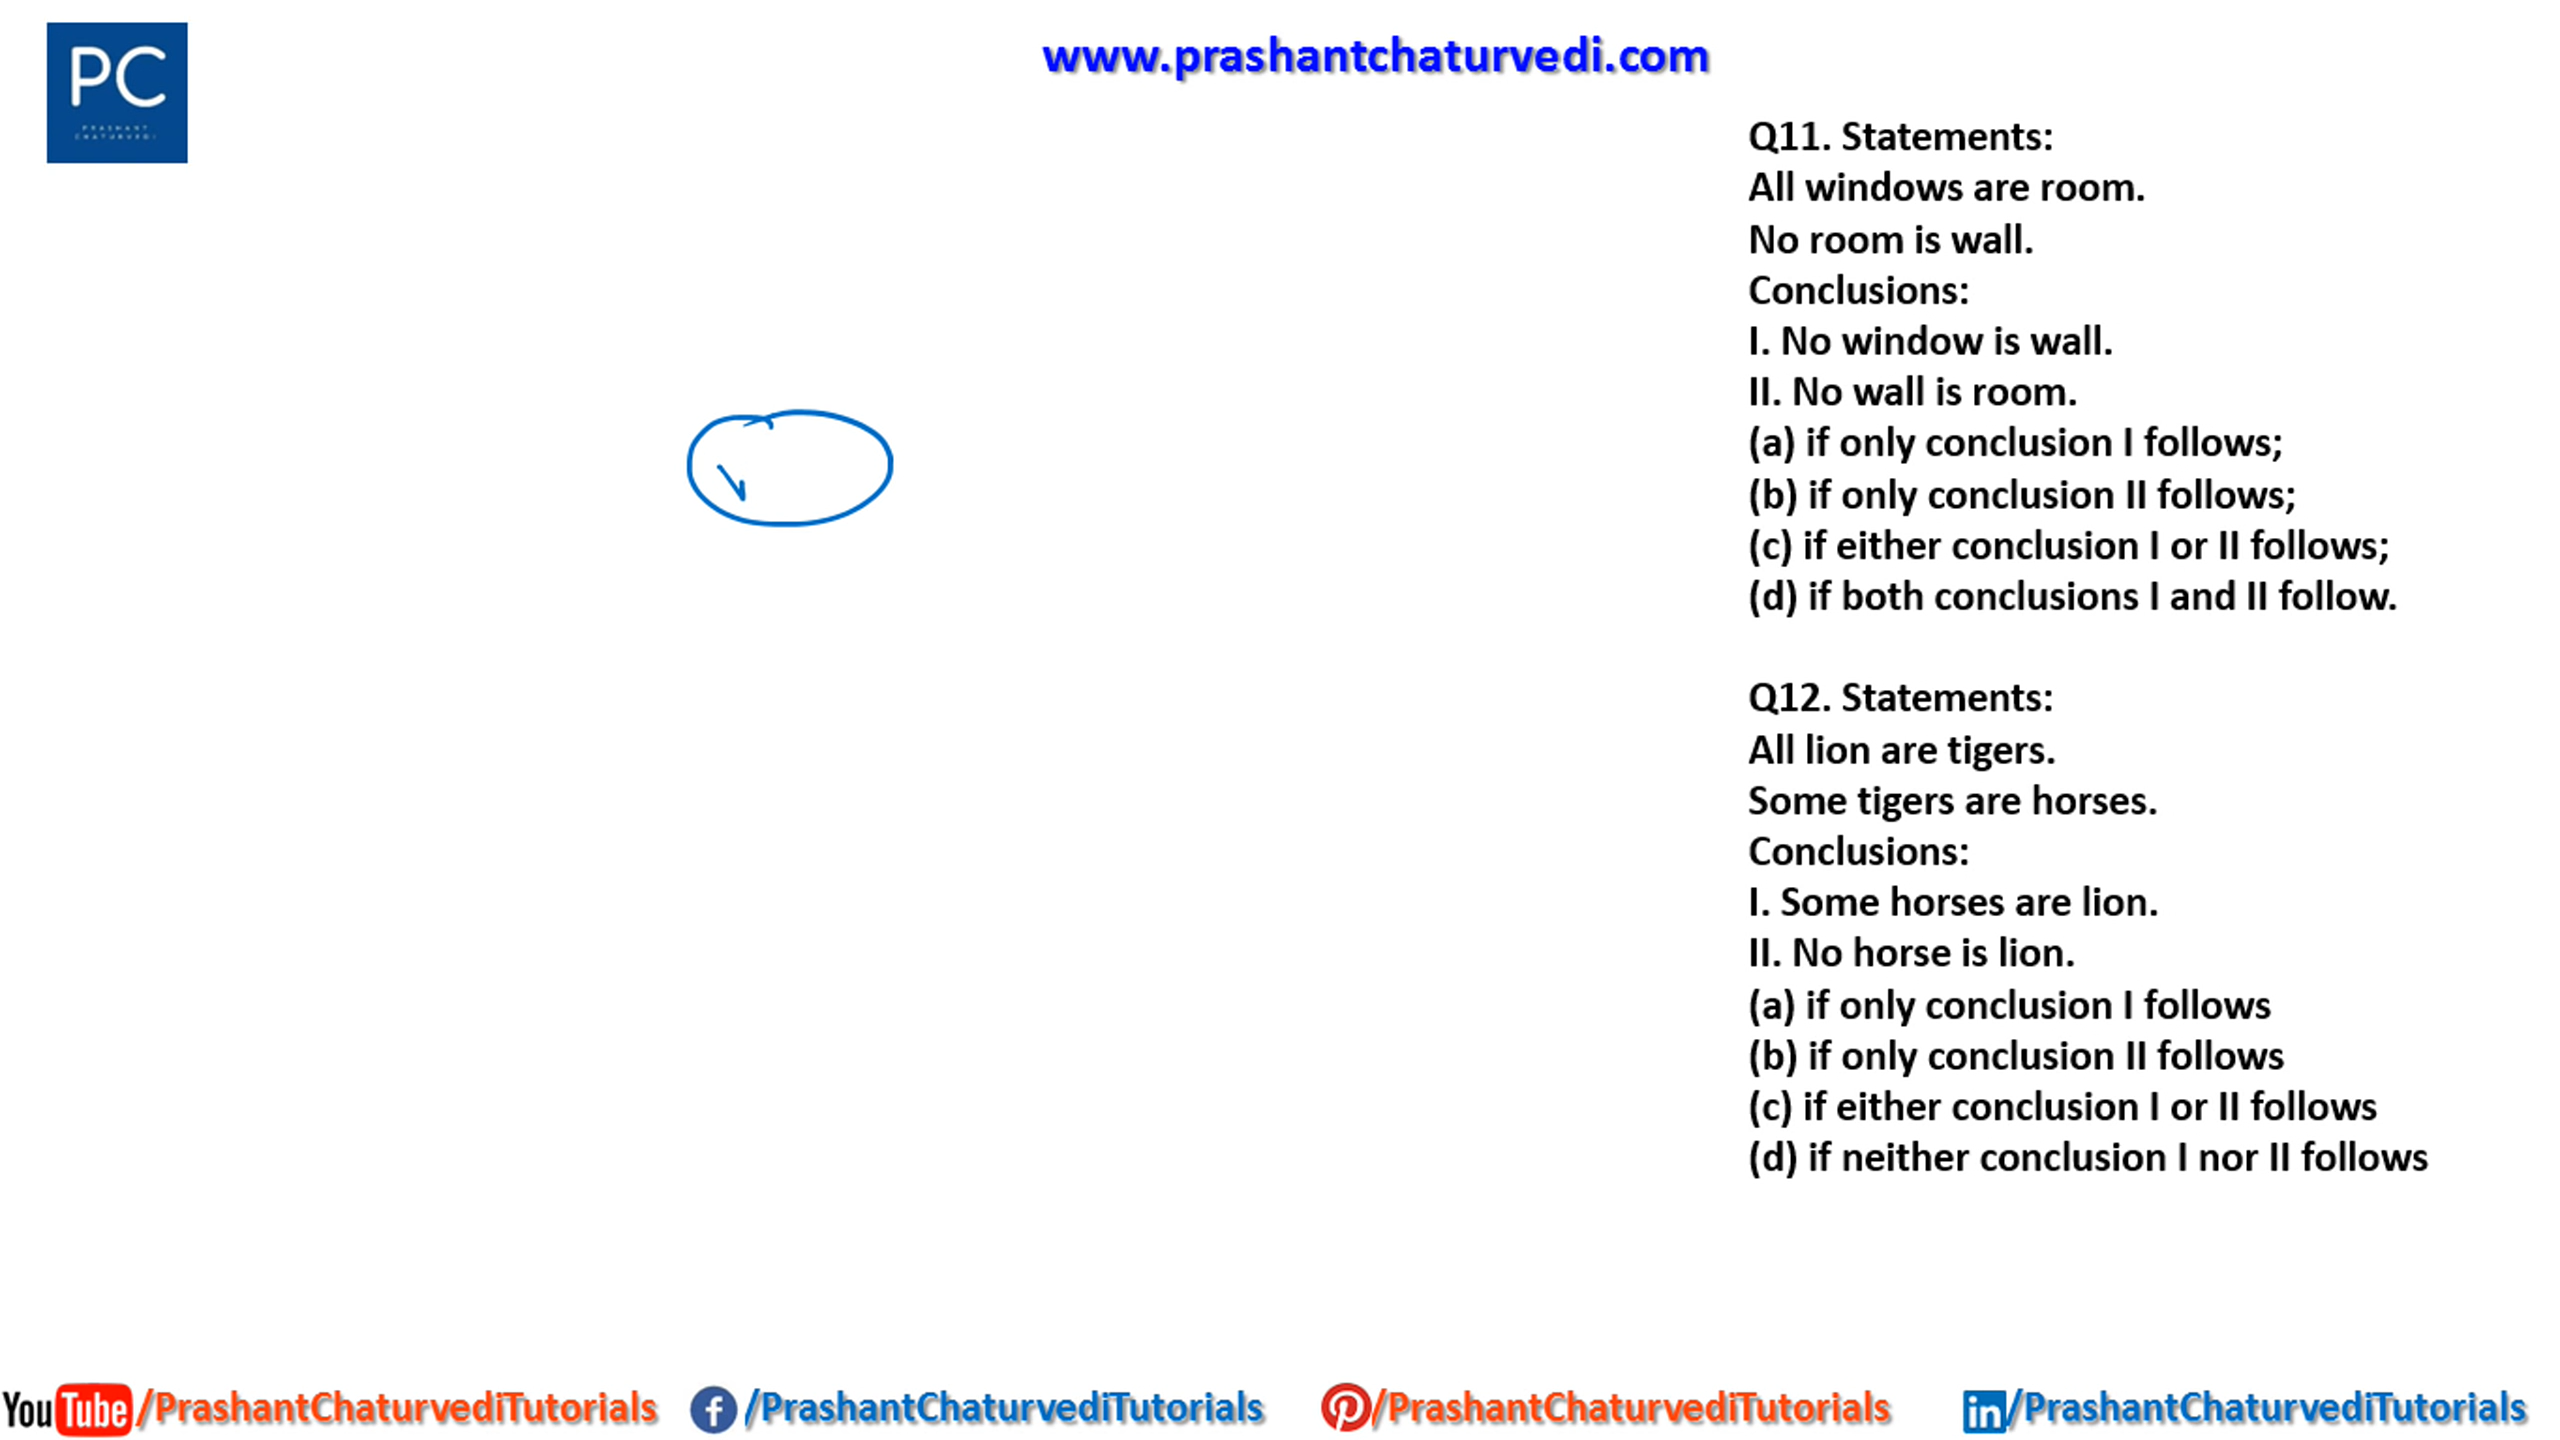 PC
PRASHANT
CHATURVEDI
www.prashantchaturvedi.com
Q11. Statements:
All windows are room.
No room is wall.
Conclusions:
I. No window is wall.
II. No wall is room.
(a) if only conclusion I follows;
(b) if only conclusion II follows;
(c) if either conclusion I or II follows;
(d) if both conclusions I and II follow.
Q12. Statements:
All lion are tigers.
Some tigers are horses.
Conclusions:
I. Some horses are lion.
II. No horse is lion.
(a) if only conclusion I follows
(b) if only conclusion II follows
(c) if either conclusion I or II follows
(d) if neither conclusion I nor II follows
YouTube/PrashantChaturvediTutorials f/PrashantChaturvediTutorials /PrashantChaturvediTutorials in/PrashantChaturvediTutorials